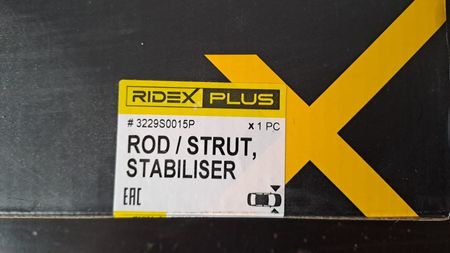 RIDEX PLUS
# 3229S0015P x 1 PC
ROD / STRUT,
STABILISER
EAC